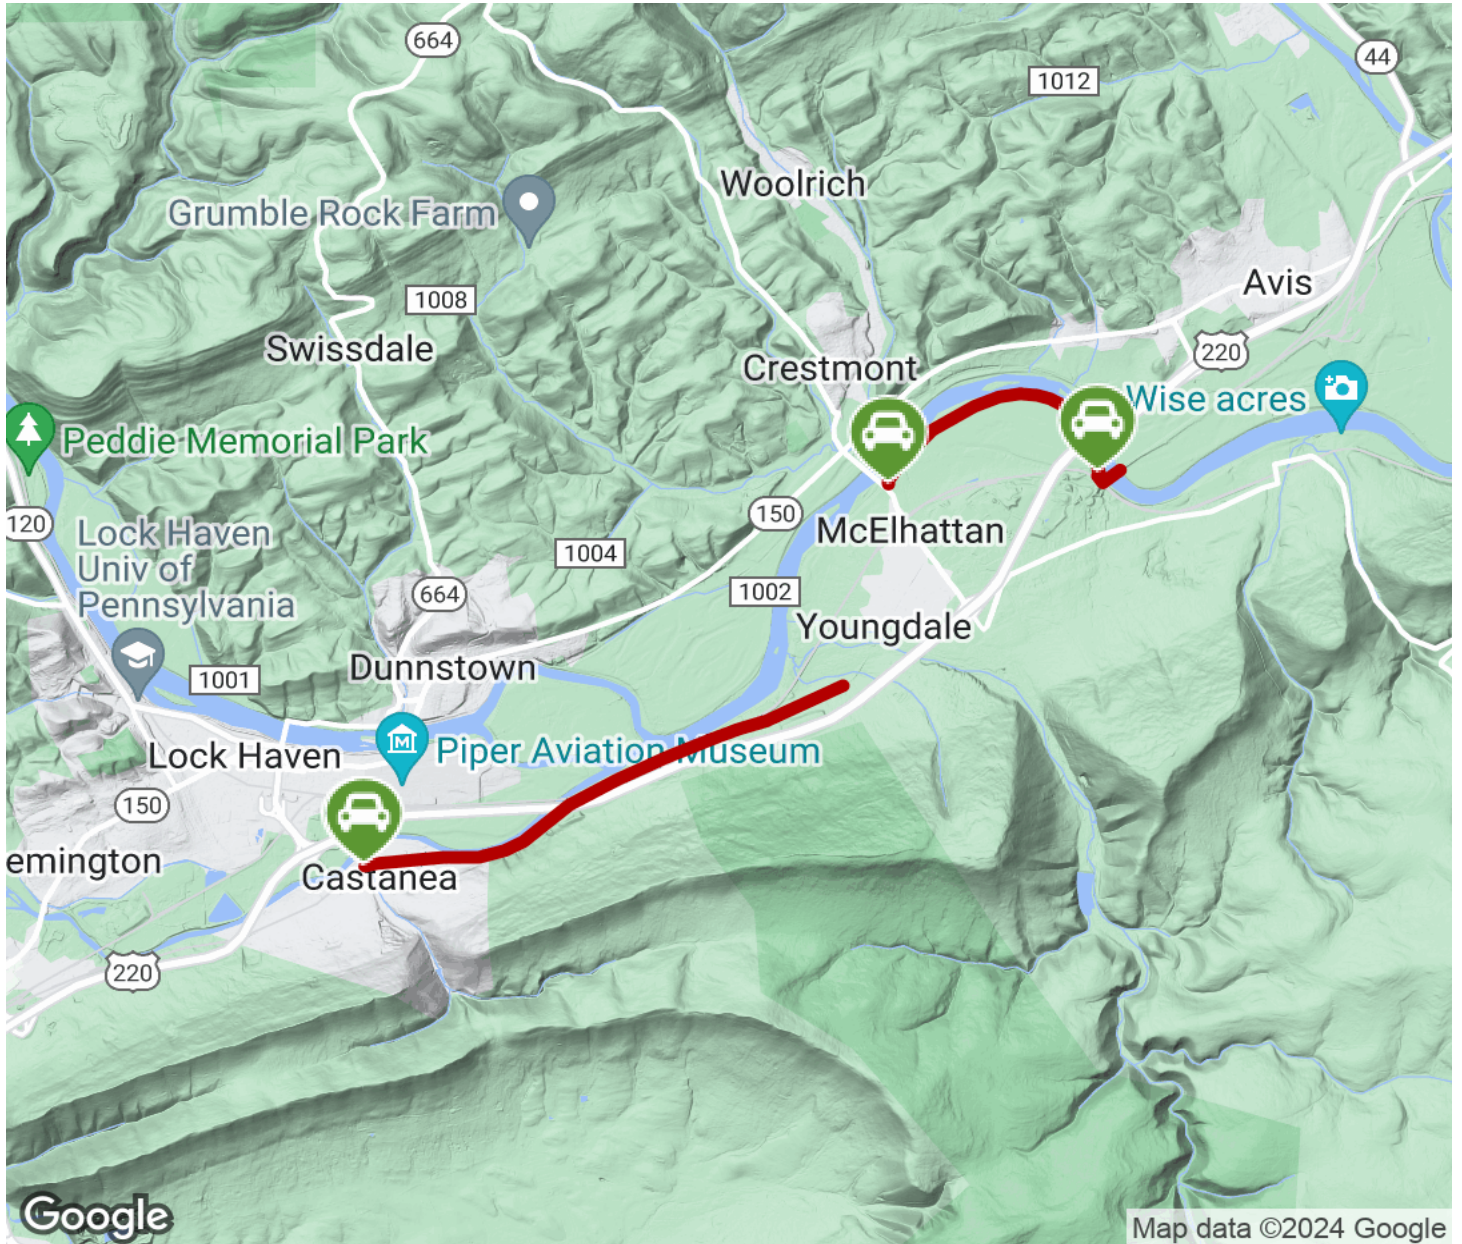 664
44
1012
Woolrich
Grumble Rock Farm
Avis
1008
Swissdale
220
Crestmont
Wise acres
Peddie Memorial Park
150
120
McElhattan
Lock Haven
Univ of
Pennsylvania
1004
1002
664
Youngdale
Dunnstown
1001
Lock Haven
Piper Aviation Museum
150
emington
Castanea
220
Google
Map data ©2024 Google